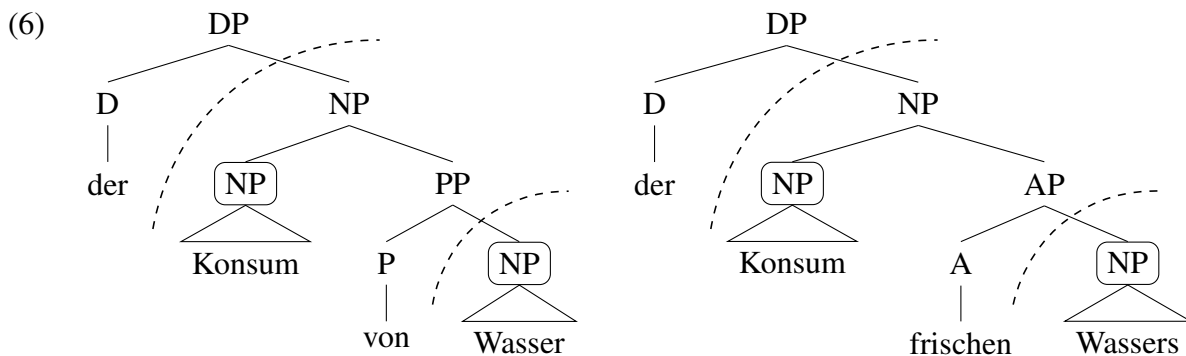 (6) DP DP
D NP D NP
der NP PP der NP AP
Konsum P NP Konsum A NP
von Wasser frischen Wassers